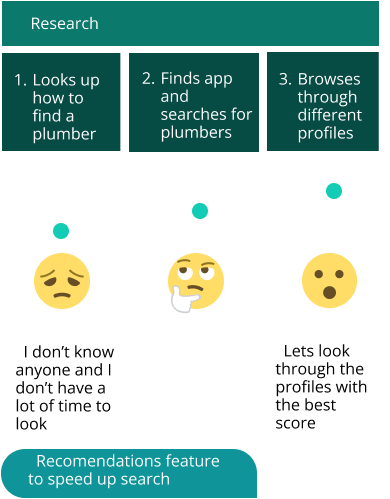 Research
1. Looks up
how to
find a
plumber
2. Finds app
and
searches for
plumbers
3. Browses
through
different
profiles
I don’t know
anyone and I
don’t have a
lot of time to
look
Lets look
through the
profiles with
the best
score
Recomendations feature
to speed up search